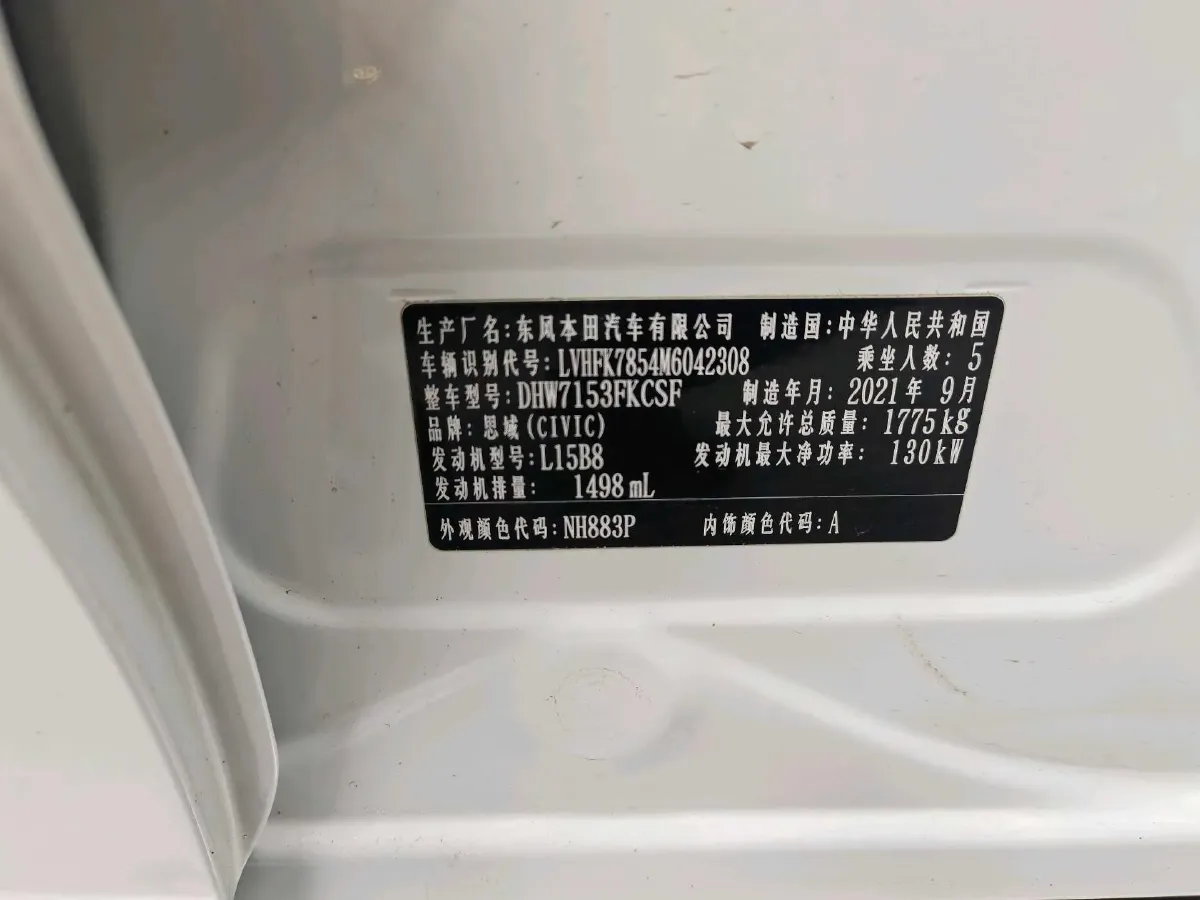 生产厂名:东风本田汽车有限公司 制造国:中华人民共和国
车辆识别代号:LVHFK7854M6042308 乘坐人数:5
整车型号:DHW7153FKCSF 制造年月:2021年 9月
品牌:思域(CIVIC) 最大允许总质量:1775kg
发动机型号:L15B8 发动机最大净功率:130kW
发动机排量:1498mL
外观颜色代码:NH883P 内饰颜色代码:A